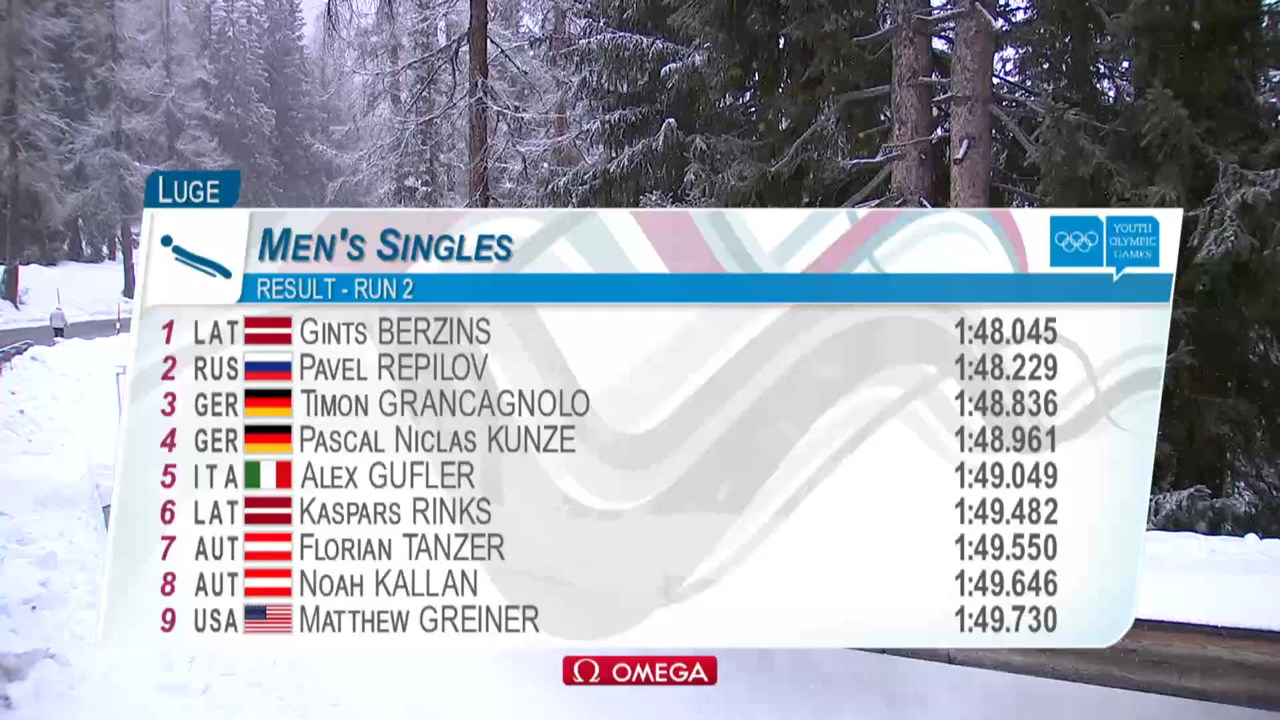 LUGE
MEN'S SINGLES
YOUTH
OLYMPIC
GAMES
RESULT - RUN 2
1 LAT GINTS BERZINS 1:48.045
2 RUS PAVEL REPILOV 1:48.229
3 GER TIMON GRANCAGNOLO 1:48.836
4 GER PASCAL NICLAS KUNZE 1:48.961
5 ITA ALEX GUFLER 1:49.049
6 LAT KASPARS RINKS 1:49.482
7 AUT FLORIAN TANZER 1:49.550
8 AUT NOAH KALLAN 1:49.646
9 USA MATTHEW GREINER 1:49.730
Ω OMEGA